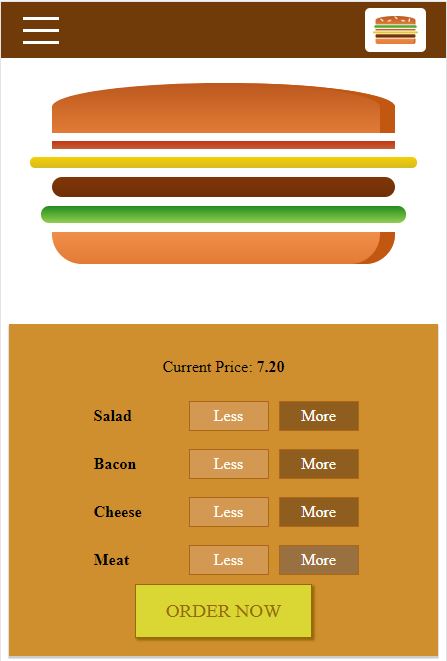 Current Price: 7.20
Salad Less More
Bacon Less More
Cheese Less More
Meat Less More
ORDER NOW